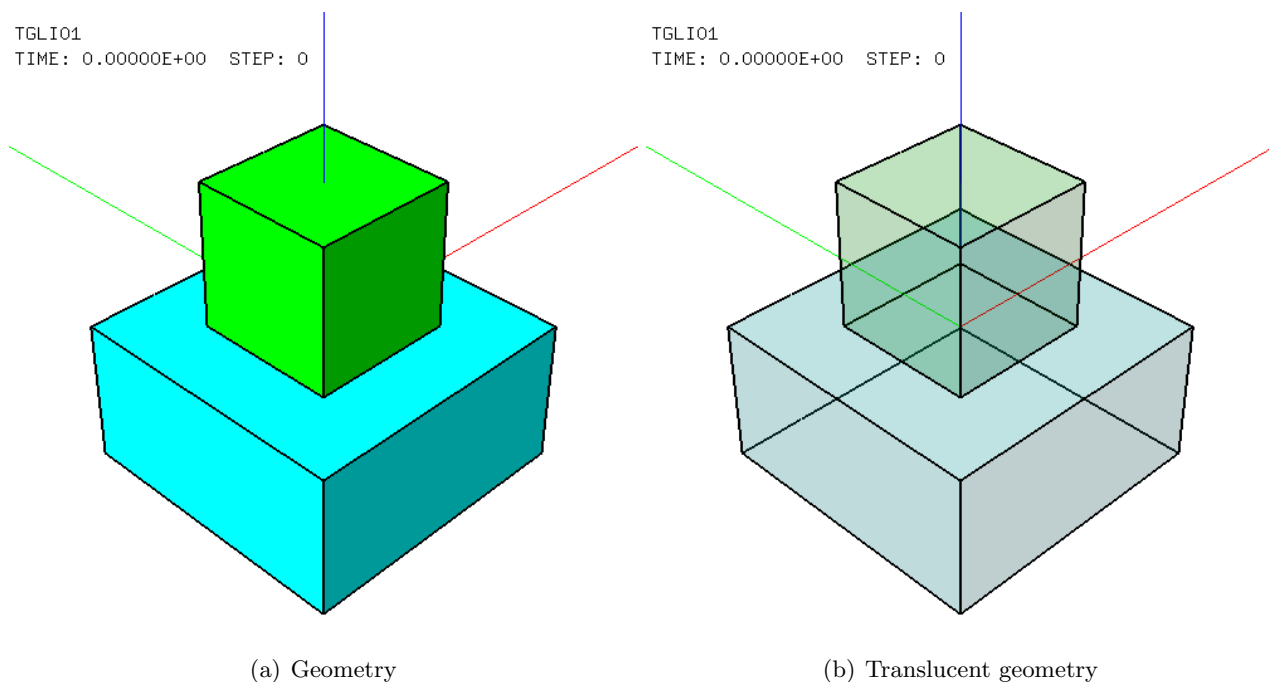 TGLIO1
TIME: 0.00000E+00 STEP: 0
TGLIO1
TIME: 0.00000E+00 STEP: 0
(a) Geometry
(b) Translucent geometry